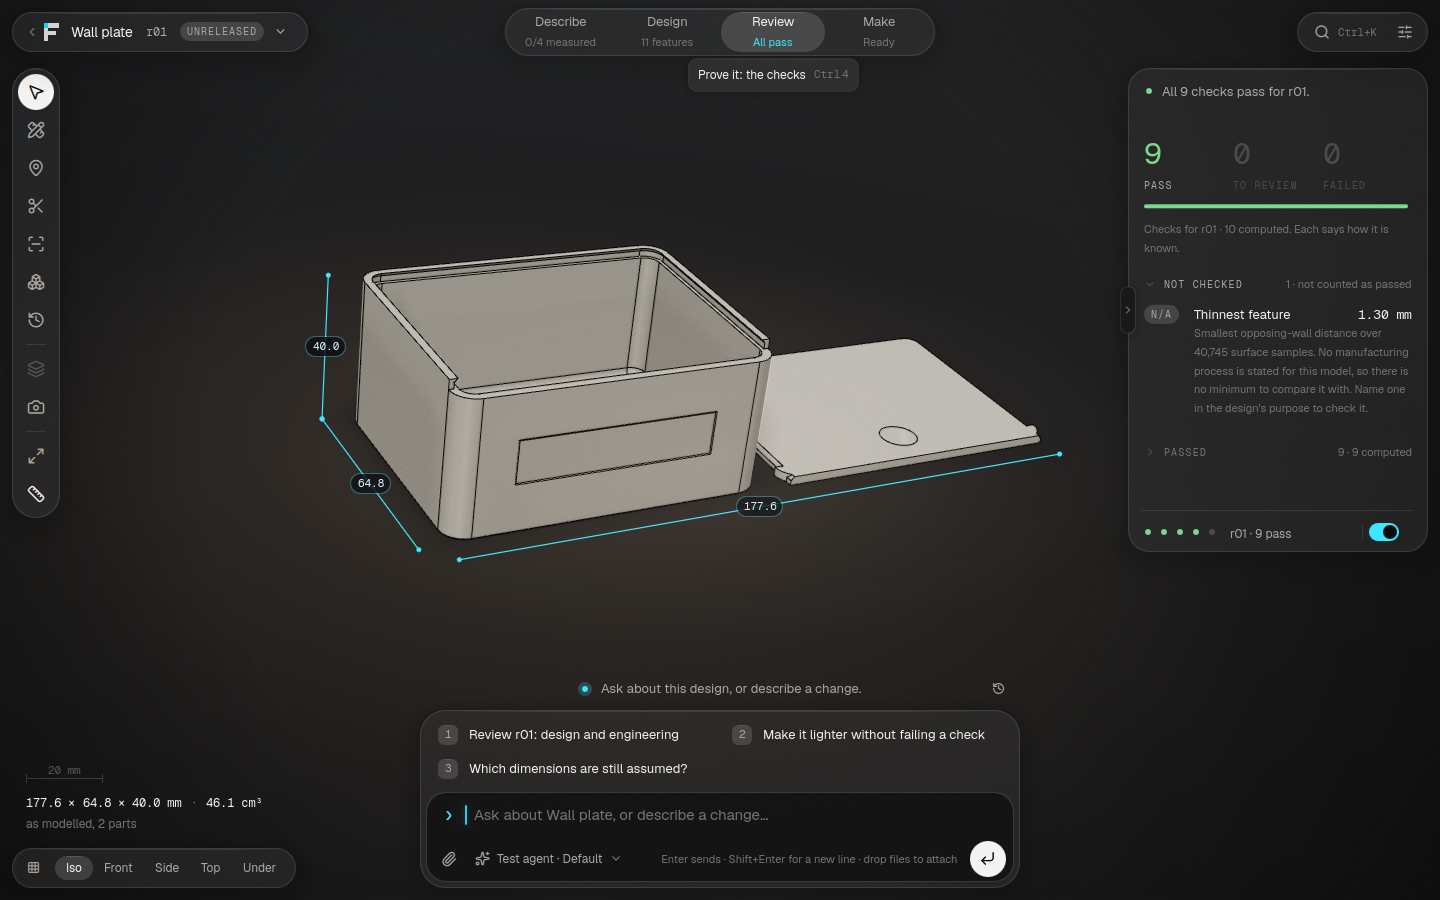 Wall plate r01 UNRELEASED
Describe
0/4 measured
Design
11 features
Review
All pass
Make
Ready
Ctrl+K
Prove it: the checks Ctrl 4
All 9 checks pass for r01.
9 0 0
PASS TO REVIEW FAILED
Checks for r01 · 10 computed. Each says how it is
known.
NOT CHECKED 1 · not counted as passed
N/A Thinnest feature 1.30 mm
Smallest opposing-wall distance over
40,745 surface samples. No manufacturing
process is stated for this model, so there is
no minimum to compare it with. Name one
in the design's purpose to check it.
PASSED 9 · 9 computed
r01 · 9 pass
40.0
64.8
177.6
Ask about this design, or describe a change.
1 Review r01: design and engineering
2 Make it lighter without failing a check
3 Which dimensions are still assumed?
Ask about Wall plate, or describe a change...
Test agent · Default
Enter sends · Shift+Enter for a new line · drop files to attach
20 mm
177.6 × 64.8 × 40.0 mm · 46.1 cm³
as modelled, 2 parts
Iso Front Side Top Under